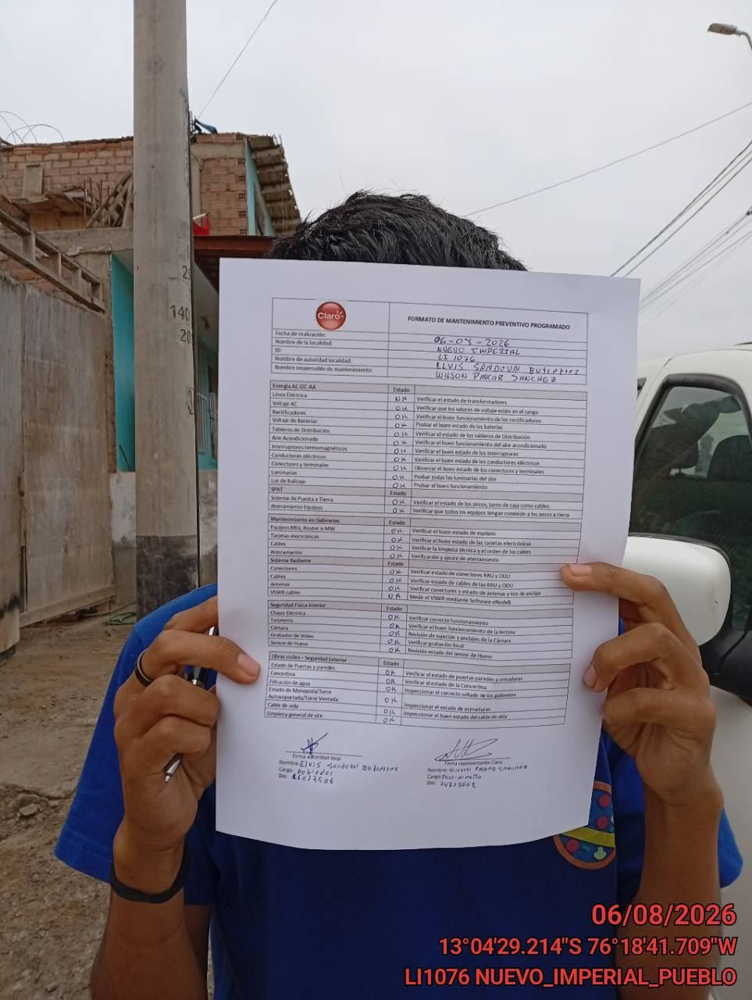 140
20
Claro
FORMATO DE MANTENIMIENTO PREVENTIVO PROGRAMADO
Fecha de realización: 06-03-2026
Nombre de la localidad: NUEVO IMPERIAL
ID: LI 1076
Nombre de autoridad localidad: ELVIS SANDOVAL Gutierrez
Nombre responsable de mantenimiento: WILSON PAUCAR SANCHEZ
Energía AC-DC-AA Estado
Línea Eléctrica NA Verificar el estado de transformadores
Voltaje AC OK Verificar que los valores de voltaje estén en el rango
Rectificadores OK Verificar el buen funcionamiento de los rectificadores
Voltaje de Baterías OK Probar el buen estado de las baterías
Tableros de Distribución OK Verificar el estado de los tableros de Distribución
Aire Acondicionado OK Verificar el buen funcionamiento del aire acondicionado
Interruptores termomagnéticos OK Verificar el buen estado de los interruptores
Conductores eléctricos OK Verificar el buen estado de los conductores eléctricos
Conectores y terminales OK Observar el buen estado de los conectores y terminales
Luminarias OK Probar todas las luminarias del site
Luz de Balizaje OK Probar el buen funcionamiento
SPAT Estado
Sistema de Puesta a Tierra OK Verificar el estado de los pozos, tanto de caja como cables
Aterramiento Equipos OK Verificar que todos los equipos tengan conexión a los pozos a tierra
Mantenimiento en Gabinetes Estado
Equipos BBU, Router o MW OK Verificar el buen estado de equipos
Tarjetas electrónicas OK Verificar el buen estado de las tarjetas electrónicas
Cables OK Verificar la limpieza técnica y el orden de los cables
Aterramiento OK Verificación y ajuste de aterramiento
Sistema Radiante Estado
Conectores OK Verificar estado de conectores RRU y ODU
Cables OK Verificar estado de cables de las RRU y ODU
Antenas OK Verificar conectores y estado de antenas y kits de anclaje
VSWR cables NA Medir el VSWR mediante Software eNodeB
Seguridad Física Interior Estado
Chapa Eléctrica OK Verificar correcto funcionamiento
Tarjetería OK Verificar el buen funcionamiento de la lectora
Cámara OK Revisión de sujeción y anclajes de la Cámara
Grabador de Video OK Verificar grabación local
Sensor de Humo OK Revisión estado del sensor de Humo
Obras civiles – Seguridad Exterior Estado
Estado de Puertas y paredes OK Verificar el estado de puertas paredes y cerraduras
Concertina OK Verificar el estado de la Concertina
Filtración de agua OK Inspeccionar el correcto sellado de los gabinetes
Estado de Monopolo/Torre
Autosoportada/Torre Ventada OK Inspeccionar el estado de estructuras
Cable de vida OK Inspeccionar el buen estado del cable de vida
Limpieza general de site OK
Firma autoridad local
Nombre: Elvis Sandoval Gutierrez
Cargo: Poblador
DNI:
Firma representante Claro
Nombre: WILSON PAUCAR SANCHEZ
Cargo:
DNI:
06/08/2026
13°04'29.214"S 76°18'41.709"W
LI1076 NUEVO_IMPERIAL_PUEBLO